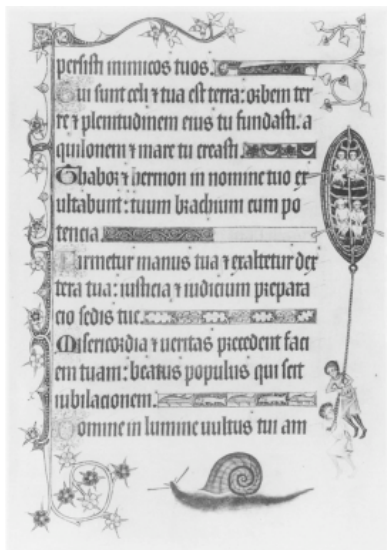 persisti inimicos tuos.
Tui sunt celi ⁊ tua est terra: orbem ter
re ⁊ plenitudinem eius tu fundasti. a
quilonem ⁊ mare tu creasti.
Thabor ⁊ hermon in nomine tuo ex
ultabunt: tuum brachium cum po
tencia.
Firmetur manus tua ⁊ exaltetur dex
tera tua: iusticia ⁊ iudicium prepara
cio sedis tue.
Misericordia ⁊ ueritas precedent faci
em tuam: beatus populus qui scit
iubilacionem.
Domine in lumine uultus tui am